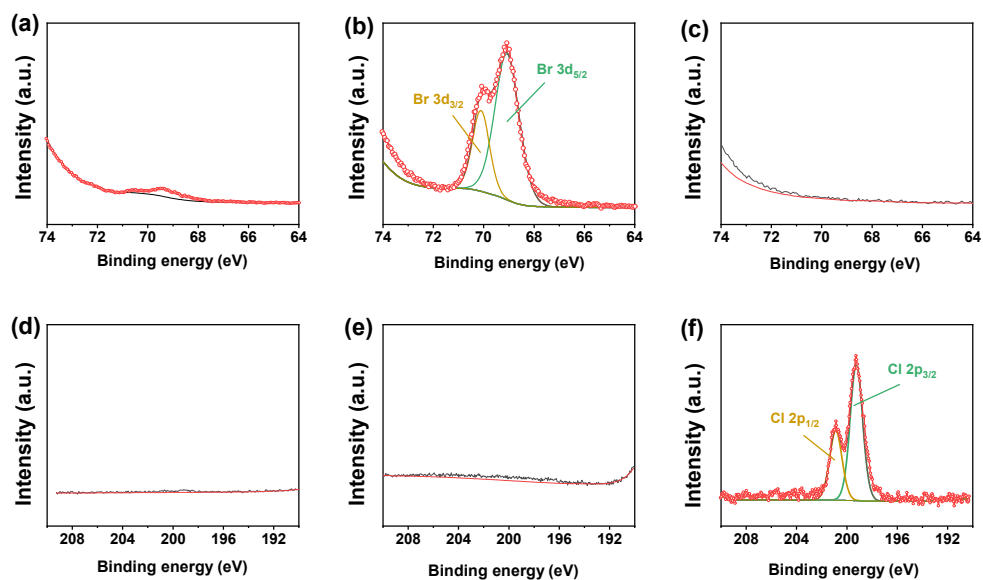 (a)
Intensity (a.u.)
74 72 70 68 66 64
Binding energy (eV)
(b)
Intensity (a.u.)
Br 3d3/2
Br 3d5/2
74 72 70 68 66 64
Binding energy (eV)
(c)
Intensity (a.u.)
74 72 70 68 66 64
Binding energy (eV)
(d)
Intensity (a.u.)
208 204 200 196 192
Binding energy (eV)
(e)
Intensity (a.u.)
208 204 200 196 192
Binding energy (eV)
(f)
Intensity (a.u.)
Cl 2p3/2
Cl 2p1/2
208 204 200 196 192
Binding energy (eV)